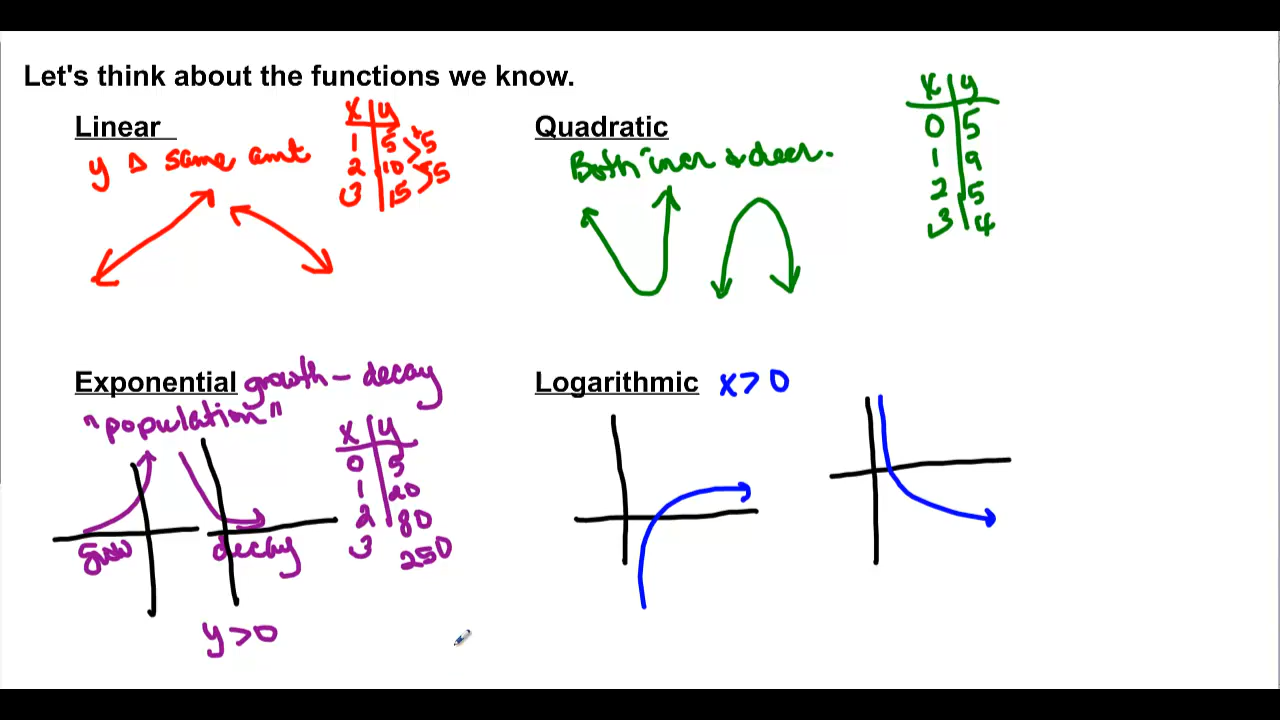 Let's think about the functions we know.
Linear
y Δ same amt
x y
1 5 >+5
2 10 >5
3 15
Quadratic
Both incr & decr.
x y
0 5
1 9
2 5
3 4
Exponential growth - decay
"population"
x y
0 5
1 20
2 80
3 250
grow
decay
y > 0
Logarithmic x > 0